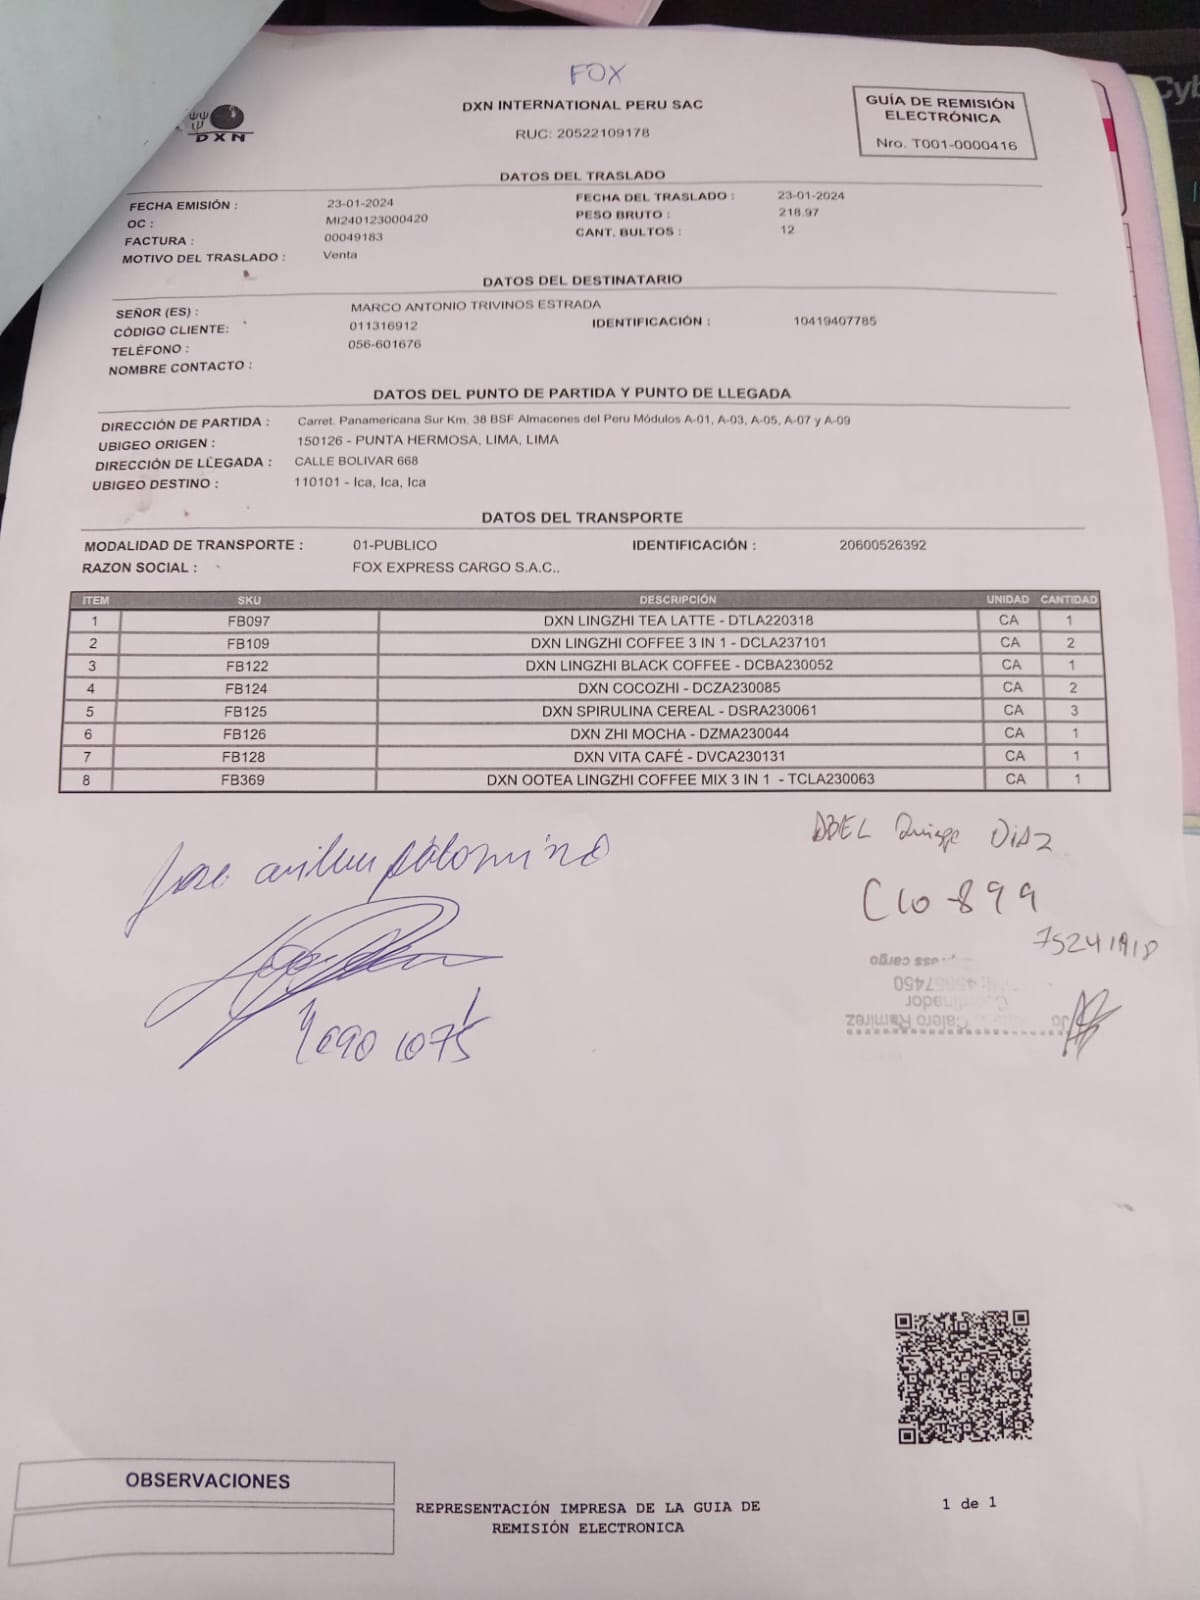 FOX
DXN
DXN INTERNATIONAL PERU SAC
RUC: 20522109178
GUÍA DE REMISIÓN
ELECTRÓNICA
Nro. T001-0000416
DATOS DEL TRASLADO
FECHA EMISIÓN : 23-01-2024 FECHA DEL TRASLADO : 23-01-2024
OC : MI240123000420 PESO BRUTO : 218.97
FACTURA : 00049183 CANT. BULTOS : 12
MOTIVO DEL TRASLADO : Venta
DATOS DEL DESTINATARIO
SEÑOR (ES) : MARCO ANTONIO TRIVINOS ESTRADA
CÓDIGO CLIENTE: 011316912 IDENTIFICACIÓN : 10419407785
TELÉFONO : 056-601676
NOMBRE CONTACTO :
DATOS DEL PUNTO DE PARTIDA Y PUNTO DE LLEGADA
DIRECCIÓN DE PARTIDA : Carret. Panamericana Sur Km. 38 BSF Almacenes del Peru Módulos A-01, A-03, A-05, A-07 y A-09
UBIGEO ORIGEN : 150126 - PUNTA HERMOSA, LIMA, LIMA
DIRECCIÓN DE LLEGADA : CALLE BOLIVAR 668
UBIGEO DESTINO : 110101 - Ica, Ica, Ica
DATOS DEL TRANSPORTE
MODALIDAD DE TRANSPORTE : 01-PUBLICO IDENTIFICACIÓN : 20600526392
RAZON SOCIAL : FOX EXPRESS CARGO S.A.C..
ITEM SKU DESCRIPCIÓN UNIDAD CANTIDAD
1 FB097 DXN LINGZHI TEA LATTE - DTLA220318 CA 1
2 FB109 DXN LINGZHI COFFEE 3 IN 1 - DCLA237101 CA 2
3 FB122 DXN LINGZHI BLACK COFFEE - DCBA230052 CA 1
4 FB124 DXN COCOZHI - DCZA230085 CA 2
5 FB125 DXN SPIRULINA CEREAL - DSRA230061 CA 3
6 FB126 DXN ZHI MOCHA - DZMA230044 CA 1
7 FB128 DXN VITA CAFÉ - DVCA230131 CA 1
8 FB369 DXN OOTEA LINGZHI COFFEE MIX 3 IN 1 - TCLA230063 CA 1
Jose palomino
ABEL DIAZ
C10-899
75241918
cargo
Calero Ramirez
OBSERVACIONES
REPRESENTACIÓN IMPRESA DE LA GUIA DE
REMISIÓN ELECTRONICA
1 de 1